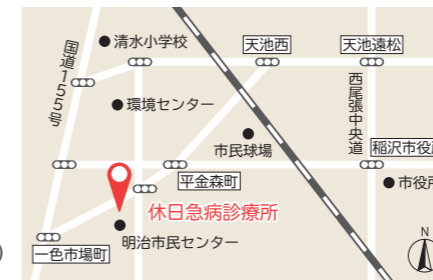 清水小学校
天池西
天池遠松
国道155号
環境センター
西尾張中央道
市民球場
稲沢市役
平金森町
市役
休日急病診療所
明治市民センター
一色市場町
N
)